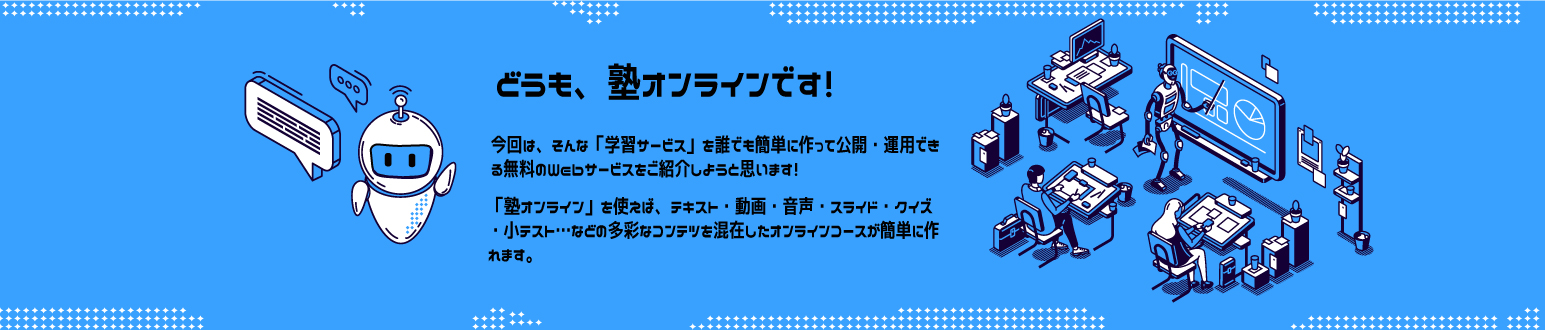 どうも、塾オンラインです!
今回は、そんな「学習サービス」を誰でも簡単に作って公開・運用でき
る無料のWebサービスをご紹介しようと思います!
「塾オンライン」を使えば、テキスト・動画・音声・スライド・クイズ
・小テスト…などの多彩なコンテツを混在したオンラインコースが簡単に作
れます。